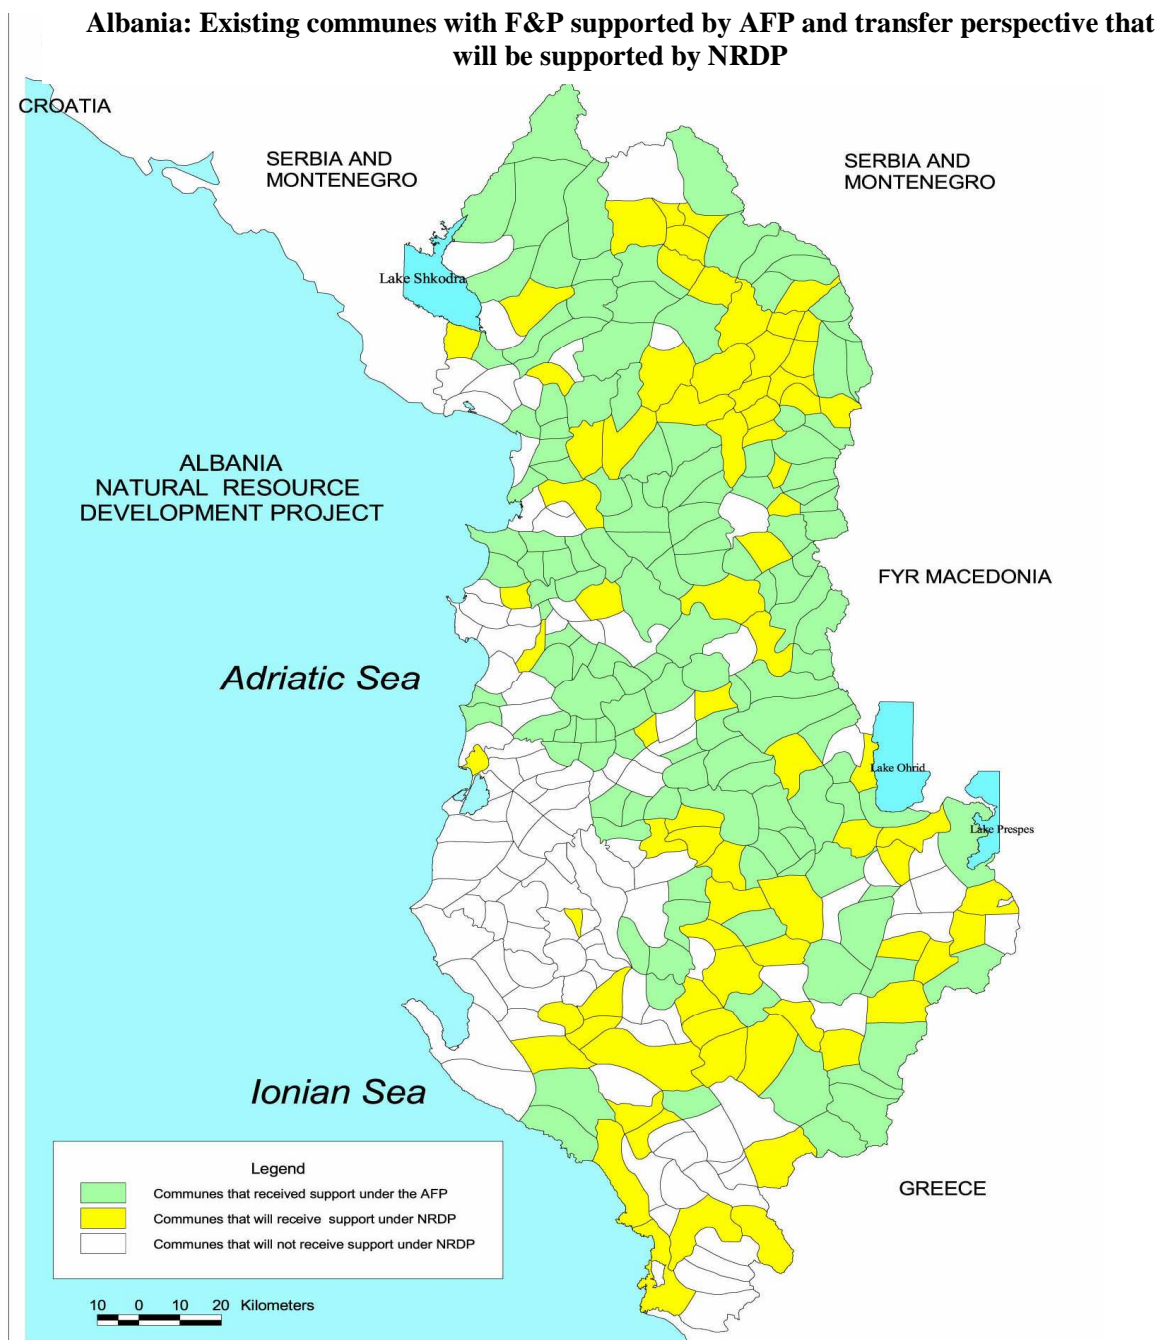 Albania: Existing communes with F&P supported by AFP and transfer perspective that
will be supported by NRDP
CROATIA
SERBIA AND
MONTENEGRO
SERBIA AND
MONTENEGRO
Lake Shkodra
ALBANIA
NATURAL RESOURCE
DEVELOPMENT PROJECT
FYR MACEDONIA
Adriatic Sea
Lake Ohrid
Lake Prespes
Ionian Sea
Legend
Communes that received support under the AFP
Communes that will receive support under NRDP
Communes that will not receive support under NRDP
GREECE
10 0 10 20 Kilometers